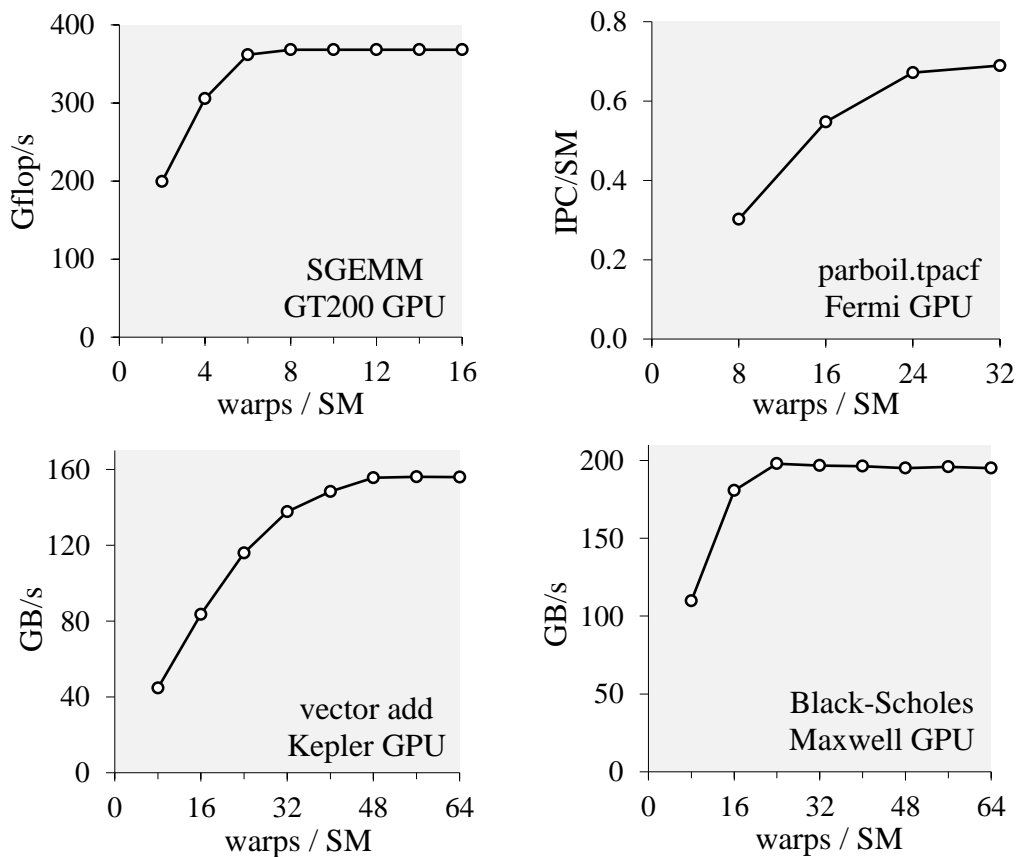 400
300
200
100
0
Gflop/s
SGEMM
GT200 GPU
0 4 8 12 16
warps / SM
0.8
0.6
0.4
0.2
0.0
IPC/SM
parboil.tpacf
Fermi GPU
0 8 16 24 32
warps / SM
160
120
80
40
0
GB/s
vector add
Kepler GPU
0 16 32 48 64
warps / SM
200
150
100
50
0
GB/s
Black-Scholes
Maxwell GPU
0 16 32 48 64
warps / SM